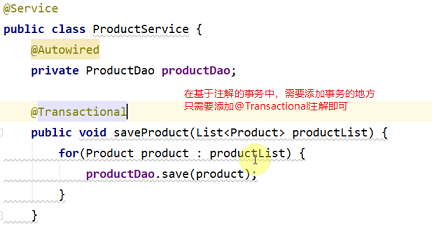 @Service
public class ProductService {
@Autowired
private ProductDao productDao;
在基于注解的事务中，需要添加事务的地方
只需要添加@Transactional主解即可
@Transactional
public void saveProduct(List<Product> productList) {
for(Product product : productList) {
productDao.save(product);
}
}